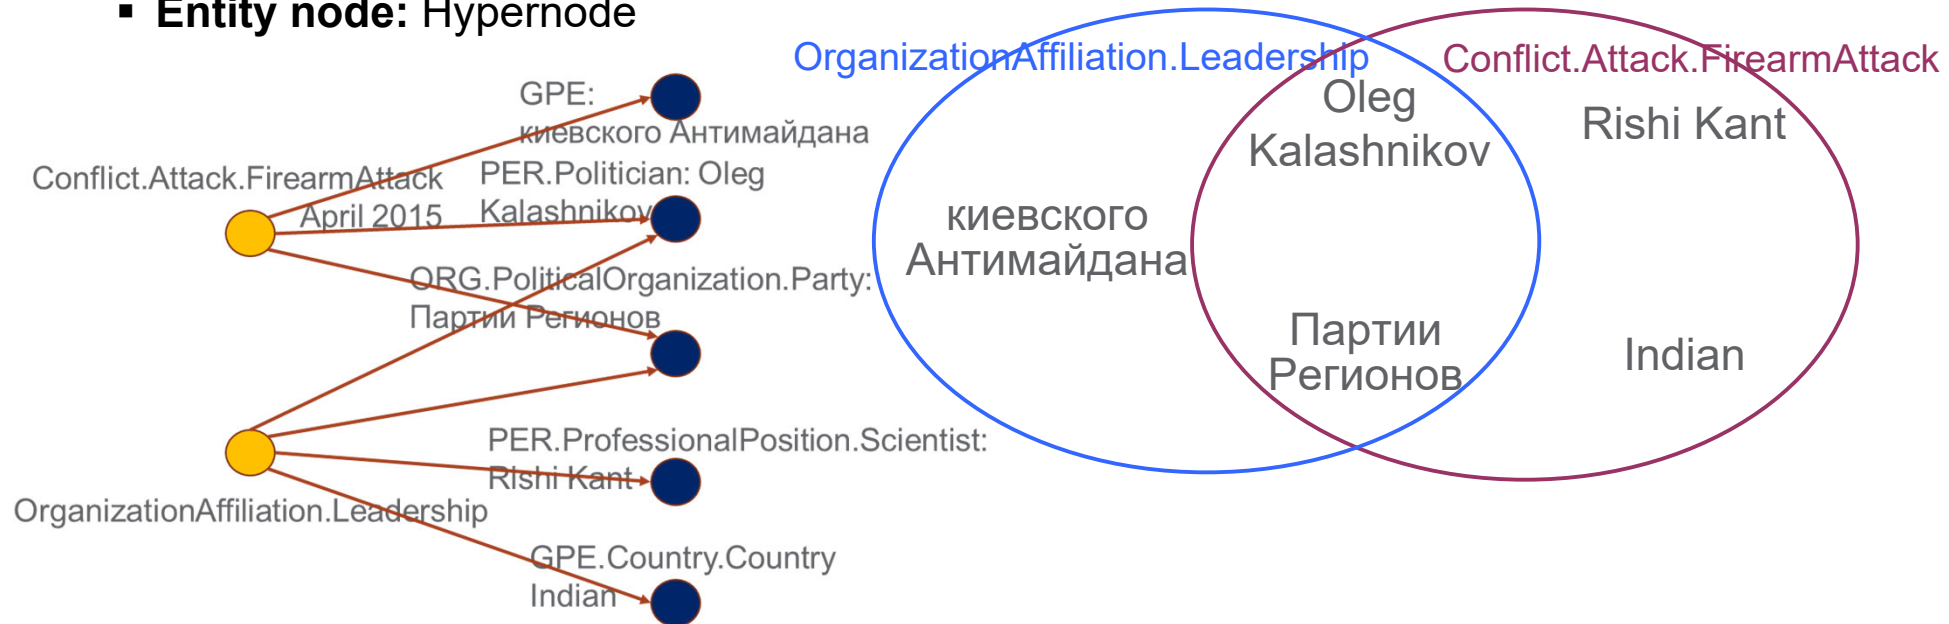 ▪ Entity node: Hypernode
GPE:
киевского Антимайдана
Conflict.Attack.FirearmAttack
April 2015
PER.Politician: Oleg
Kalashnikov
ORG.PoliticalOrganization.Party:
Партии Регионов
PER.ProfessionalPosition.Scientist:
Rishi Kant
OrganizationAffiliation.Leadership
GPE.Country.Country
Indian
OrganizationAffiliation.Leadership
Conflict.Attack.FirearmAttack
Oleg
Kalashnikov
Rishi Kant
киевского
Антимайдана
Партии
Регионов
Indian